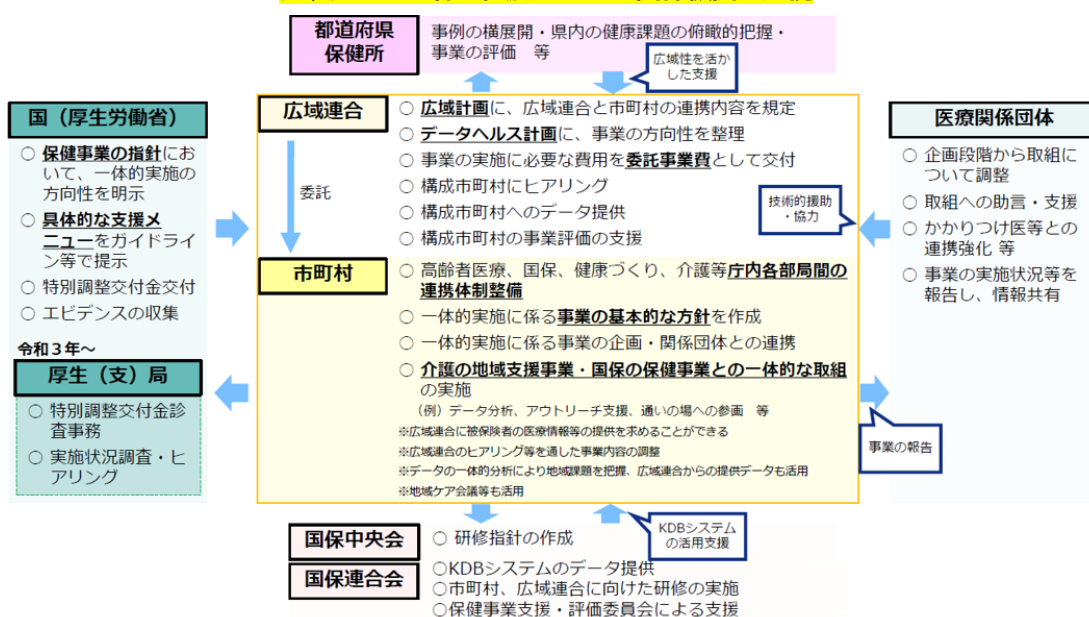 都道府県
保健所
事例の横展開・県内の健康課題の俯瞰的把握・
事業の評価　等
広域性を活か
した支援
国（厚生労働省）
○ 保健事業の指針にお
いて、一体的実施の
方向性を明示
○ 具体的な支援メ
ニューをガイドライ
ン等で提示
○ 特別調整交付金交付
○ エビデンスの収集
令和３年～
厚生（支）局
○ 特別調整交付金診
査事務
○ 実施状況調査・ヒ
アリング
広域連合
○ 広域計画に、広域連合と市町村の連携内容を規定
○ データヘルス計画に、事業の方向性を整理
○ 事業の実施に必要な費用を委託事業費として交付
○ 構成市町村にヒアリング
○ 構成市町村へのデータ提供
○ 構成市町村の事業評価の支援
委託
市町村
○ 高齢者医療、国保、健康づくり、介護等庁内各部局間の
連携体制整備
○ 一体的実施に係る事業の基本的な方針を作成
○ 一体的実施に係る事業の企画・関係団体との連携
○ 介護の地域支援事業・国保の保健事業との一体的な取組
の実施
（例）データ分析、アウトリーチ支援、通いの場への参画　等
※広域連合に被保険者の医療情報等の提供を求めることができる
※広域連合のヒアリング等を通した事業内容の調整
※データの一体的分析により地域課題を把握、広域連合からの提供データも活用
※地域ケア会議等も活用
医療関係団体
○ 企画段階から取組に
ついて調整
○ 取組への助言・支援
○ かかりつけ医等との
連携強化 等
○ 事業の実施状況等を
報告し、情報共有
技術的援助
・協力
事業の報告
国保中央会
○ 研修指針の作成
KDBシステム
の活用支援
国保連合会
○KDBシステムのデータ提供
○市町村、広域連合に向けた研修の実施
○保健事業支援・評価委員会による支援